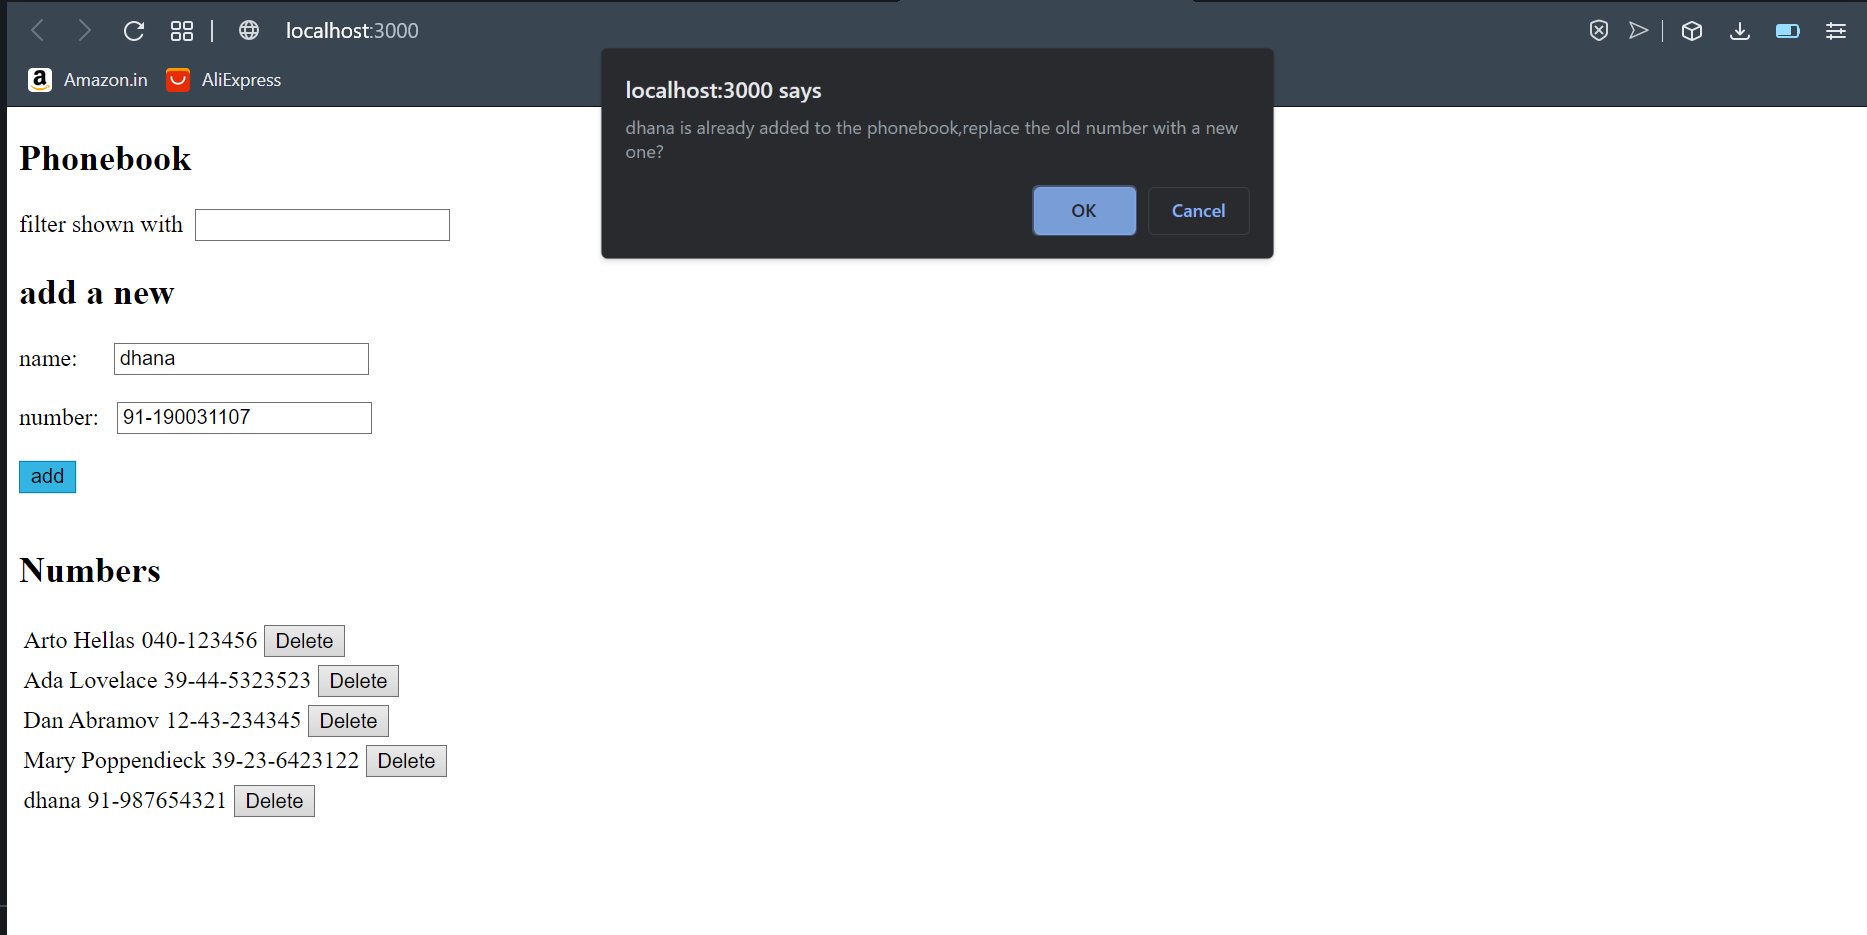 localhost:3000
Amazon.in AliExpress
localhost:3000 says
dhana is already added to the phonebook,replace the old number with a new
one?
OK Cancel
Phonebook
filter shown with
add a new
name: dhana
number: 91-190031107
add
Numbers
Arto Hellas 040-123456 Delete
Ada Lovelace 39-44-5323523 Delete
Dan Abramov 12-43-234345 Delete
Mary Poppendieck 39-23-6423122 Delete
dhana 91-987654321 Delete